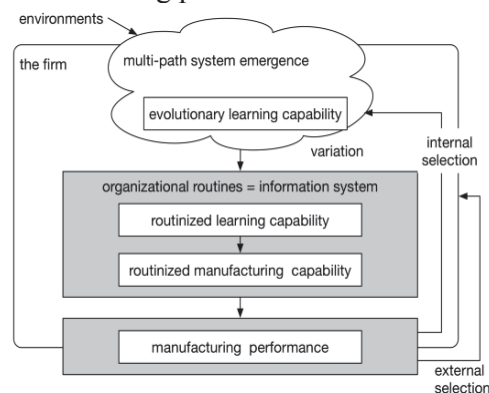 environments
the firm
multi-path system emergence
evolutionary learning capability
variation
internal
selection
organizational routines = information system
routinized learning capability
routinized manufacturing capability
manufacturing performance
external
selection